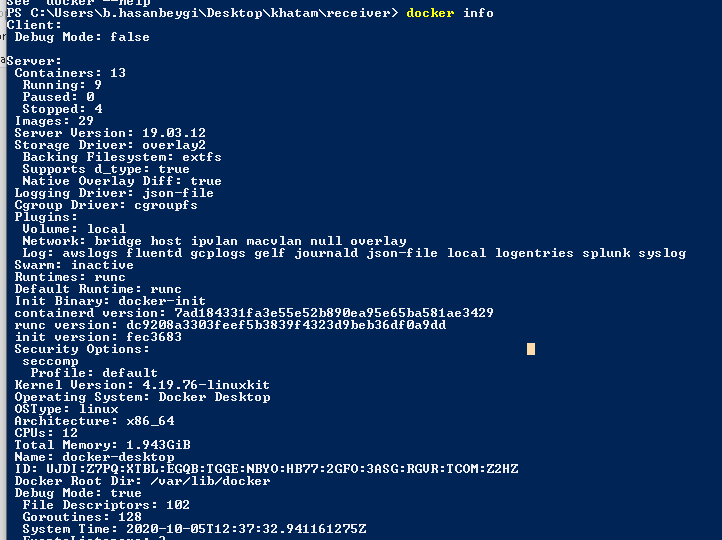 See 'docker --help'
PS C:\Users\b.hasanbeygi\Desktop\khatam\receiver> docker info
Client:
Debug Mode: false
Server:
Containers: 13
Running: 9
Paused: 0
Stopped: 4
Images: 29
Server Version: 19.03.12
Storage Driver: overlay2
Backing Filesystem: extfs
Supports d_type: true
Native Overlay Diff: true
Logging Driver: json-file
Cgroup Driver: cgroupfs
Plugins:
Volume: local
Network: bridge host ipvlan macvlan null overlay
Log: awslogs fluentd gcplogs gelf journald json-file local logentries splunk syslog
Swarm: inactive
Runtimes: runc
Default Runtime: runc
Init Binary: docker-init
containerd version: 7ad184331fa3e55e52b890ea95e65ba581ae3429
runc version: dc9208a3303feef5b3839f4323d9beb36df0a9dd
init version: fec3683
Security Options:
seccomp
Profile: default
Kernel Version: 4.19.76-linuxkit
Operating System: Docker Desktop
OSType: linux
Architecture: x86_64
CPUs: 12
Total Memory: 1.943GiB
Name: docker-desktop
ID: UJDI:Z7PQ:XTBL:EGQB:TGGE:NBYO:HB77:2GFO:3ASG:RGVR:TCOM:Z2HZ
Docker Root Dir: /var/lib/docker
Debug Mode: true
File Descriptors: 102
Goroutines: 128
System Time: 2020-10-05T12:37:32.941161275Z